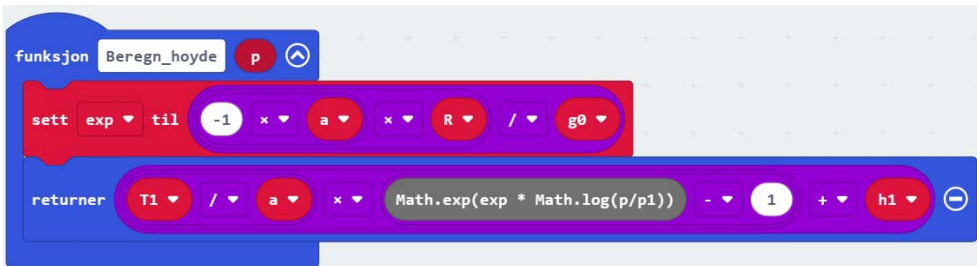 funksjon Beregn_hoyde p
sett exp til -1 × a × R / g0
returner T1 / a × Math.exp(exp * Math.log(p/p1)) - 1 + h1